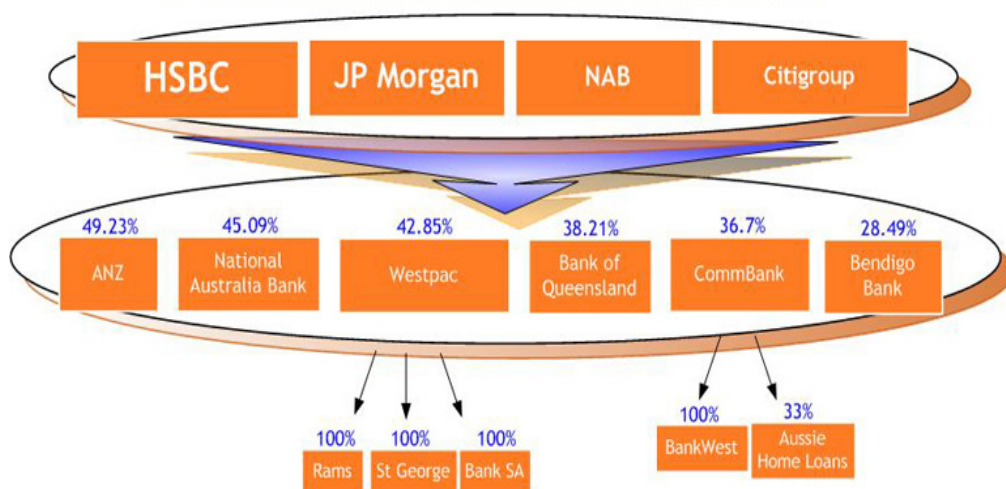 HSBC
JP Morgan
NAB
Citigroup
49.23%
45.09%
42.85%
38.21%
36.7%
28.49%
ANZ
National
Australia Bank
Westpac
Bank of
Queensland
CommBank
Bendigo
Bank
100%
100%
100%
100%
33%
Rams
St George
Bank SA
BankWest
Aussie
Home Loans